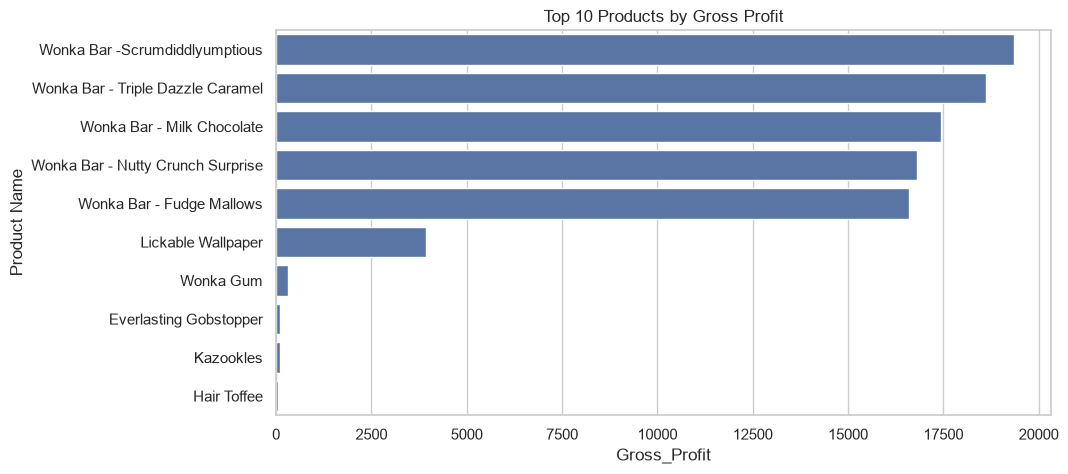 Top 10 Products by Gross Profit
Product Name
Wonka Bar -Scrumdiddlyumptious
Wonka Bar - Triple Dazzle Caramel
Wonka Bar - Milk Chocolate
Wonka Bar - Nutty Crunch Surprise
Wonka Bar - Fudge Mallows
Lickable Wallpaper
Wonka Gum
Everlasting Gobstopper
Kazookles
Hair Toffee
0 2500 5000 7500 10000 12500 15000 17500 20000
Gross_Profit